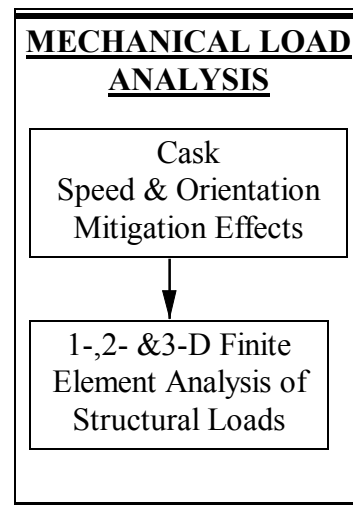 MECHANICAL LOAD
ANALYSIS
Cask
Speed & Orientation
Mitigation Effects
1-,2- &3-D Finite
Element Analysis of
Structural Loads